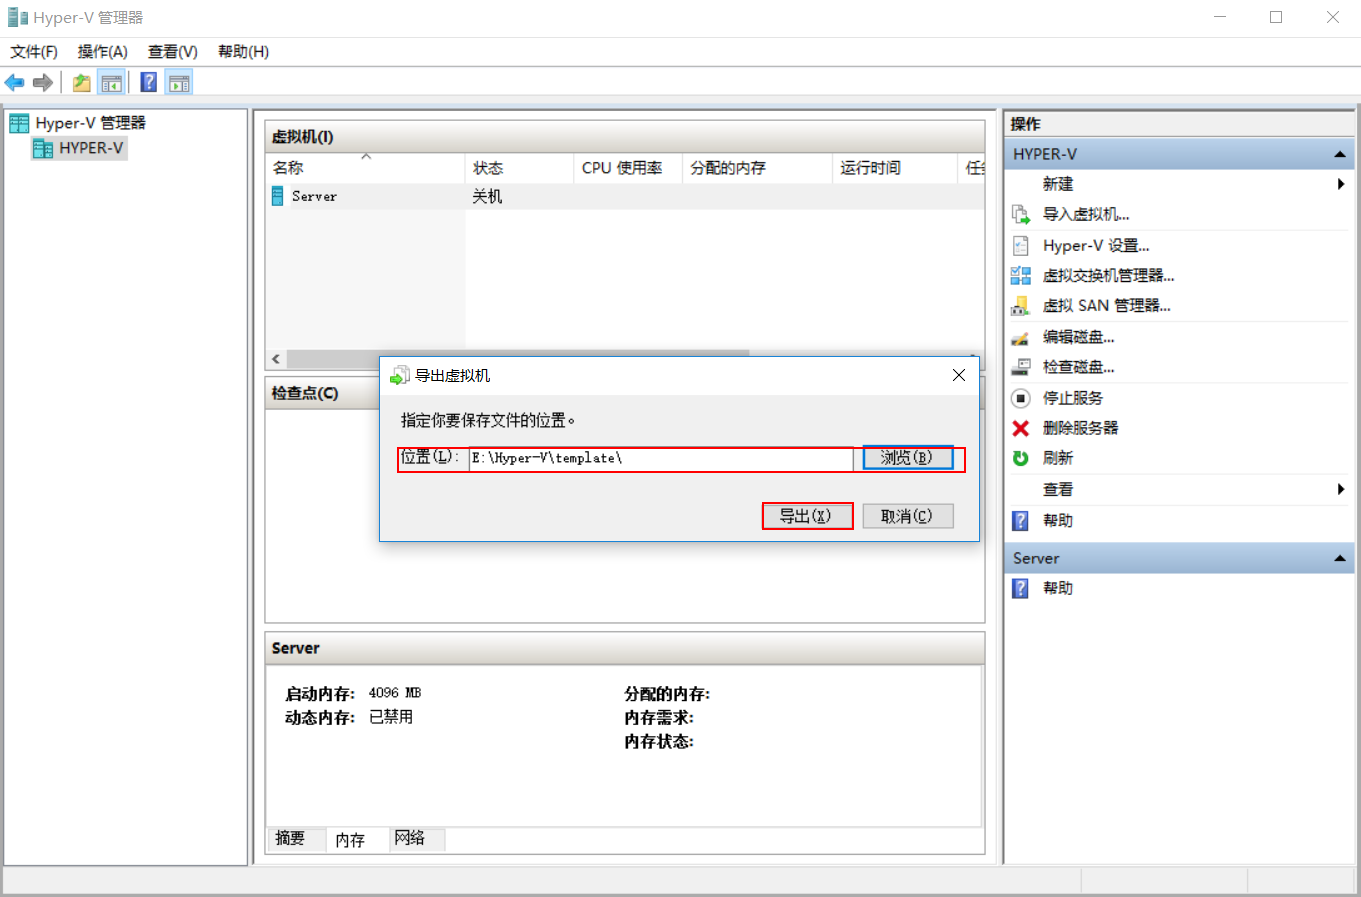 Hyper-V 管理器
文件(F) 操作(A) 查看(V) 帮助(H)
Hyper-V 管理器
HYPER-V
虚拟机(I)
名称 状态 CPU 使用率 分配的内存 运行时间
Server 关机
检查点(C)
导出虚拟机
指定你要保存文件的位置。
位置(L): E:\Hyper-V\template\ 浏览(B)
导出(X) 取消(C)
Server
启动内存: 4096 MB
动态内存: 已禁用
分配的内存:
内存需求:
内存状态:
摘要 内存 网络
操作
HYPER-V
新建
导入虚拟机...
Hyper-V 设置...
虚拟交换机管理器...
虚拟 SAN 管理器...
编辑磁盘...
检查磁盘...
停止服务
删除服务器
刷新
查看
帮助
Server
帮助